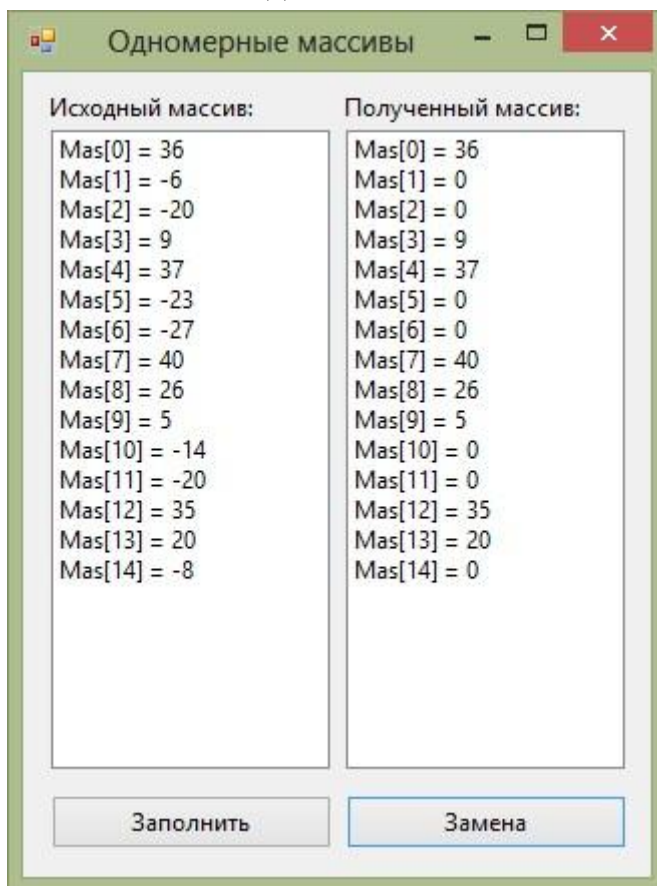 Одномерные массивы
Исходный массив:
Mas[0] = 36
Mas[1] = -6
Mas[2] = -20
Mas[3] = 9
Mas[4] = 37
Mas[5] = -23
Mas[6] = -27
Mas[7] = 40
Mas[8] = 26
Mas[9] = 5
Mas[10] = -14
Mas[11] = -20
Mas[12] = 35
Mas[13] = 20
Mas[14] = -8
Полученный массив:
Mas[0] = 36
Mas[1] = 0
Mas[2] = 0
Mas[3] = 9
Mas[4] = 37
Mas[5] = 0
Mas[6] = 0
Mas[7] = 40
Mas[8] = 26
Mas[9] = 5
Mas[10] = 0
Mas[11] = 0
Mas[12] = 35
Mas[13] = 20
Mas[14] = 0
Заполнить
Замена